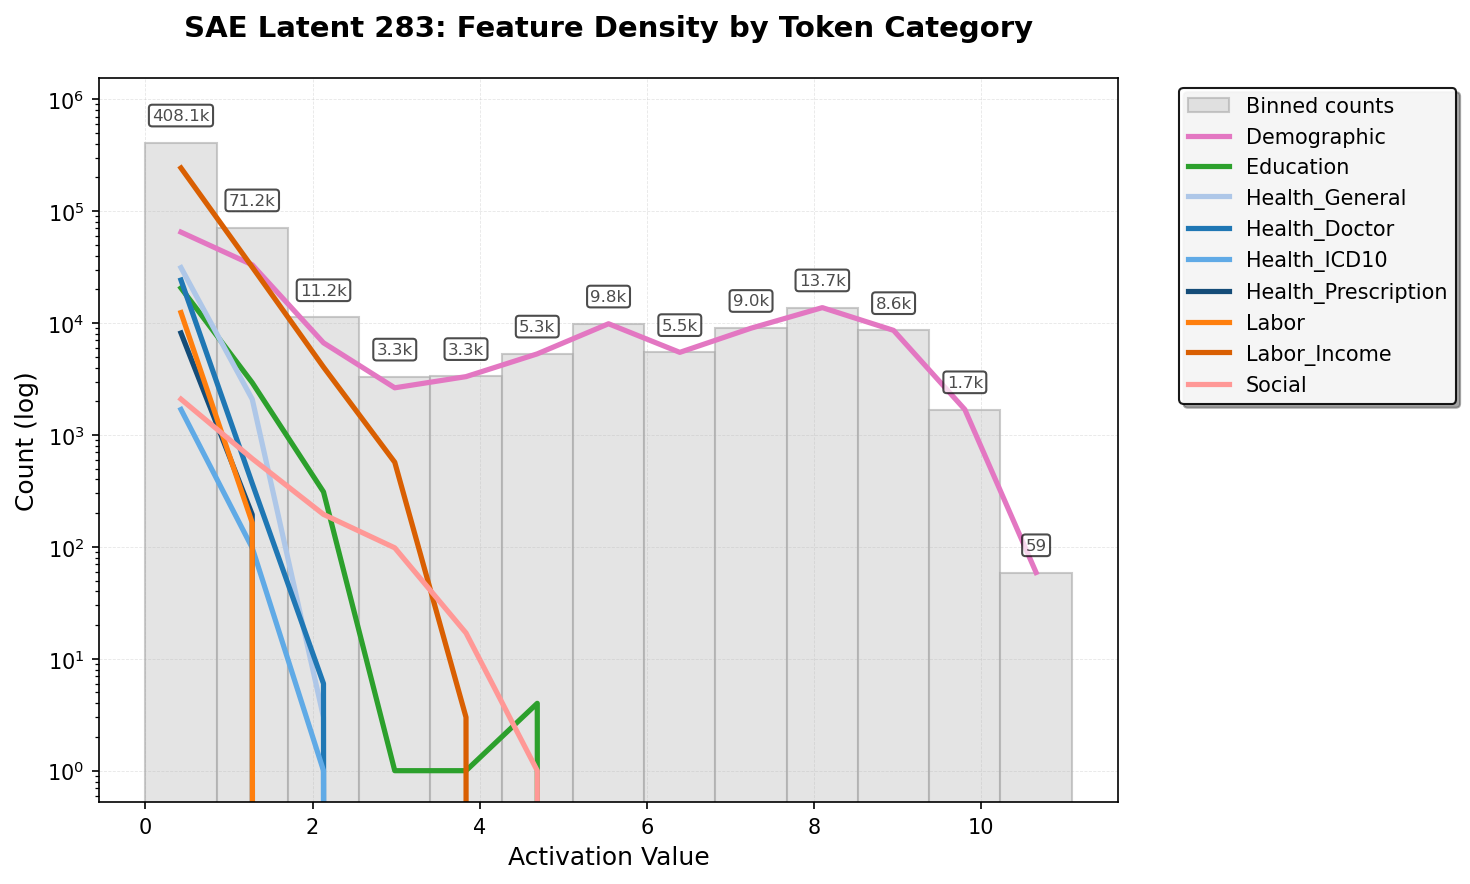 SAE Latent 283: Feature Density by Token Category
Count (log)
10⁶
10⁵
10⁴
10³
10²
10¹
10⁰
408.1k
71.2k
11.2k
3.3k
3.3k
5.3k
9.8k
5.5k
9.0k
13.7k
8.6k
1.7k
59
0
2
4
6
8
10
Activation Value
Binned counts
Demographic
Education
Health_General
Health_Doctor
Health_ICD10
Health_Prescription
Labor
Labor_Income
Social